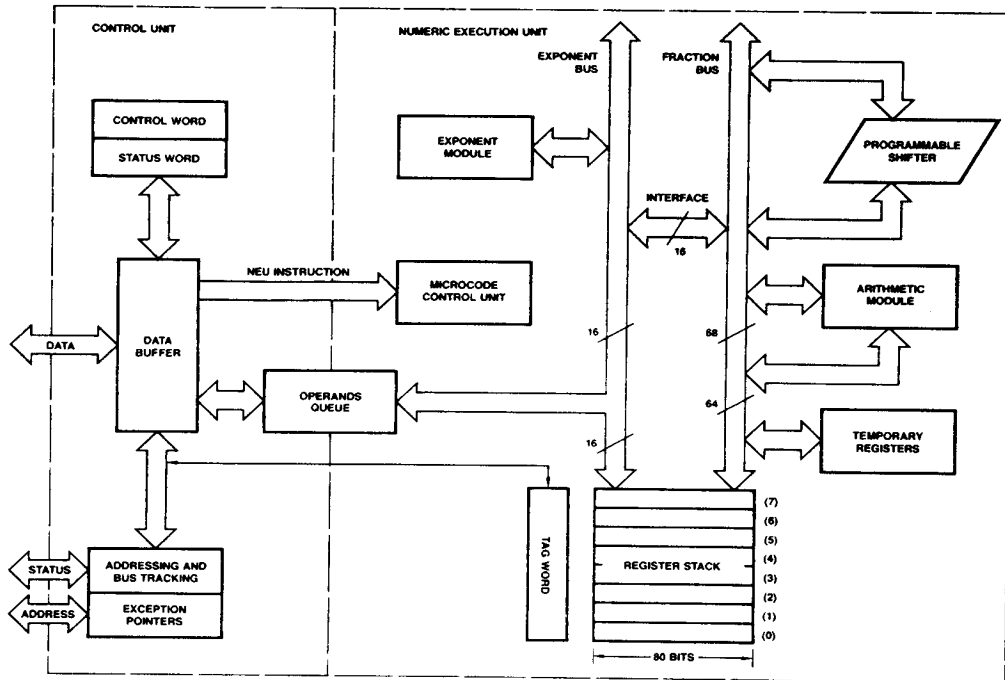 CONTROL UNIT
NUMERIC EXECUTION UNIT
EXPONENT
BUS
FRACTION
BUS
CONTROL WORD
STATUS WORD
EXPONENT
MODULE
PROGRAMMABLE
SHIFTER
INTERFACE
16
NEU INSTRUCTION
MICROCODE
CONTROL UNIT
ARITHMETIC
MODULE
DATA
BUFFER
DATA
16
68
OPERANDS
QUEUE
64
16
TEMPORARY
REGISTERS
TAG WORD
REGISTER STACK
(7)
(6)
(5)
(4)
(3)
(2)
(1)
(0)
STATUS
ADDRESSING AND
BUS TRACKING
ADDRESS
EXCEPTION
POINTERS
80 BITS